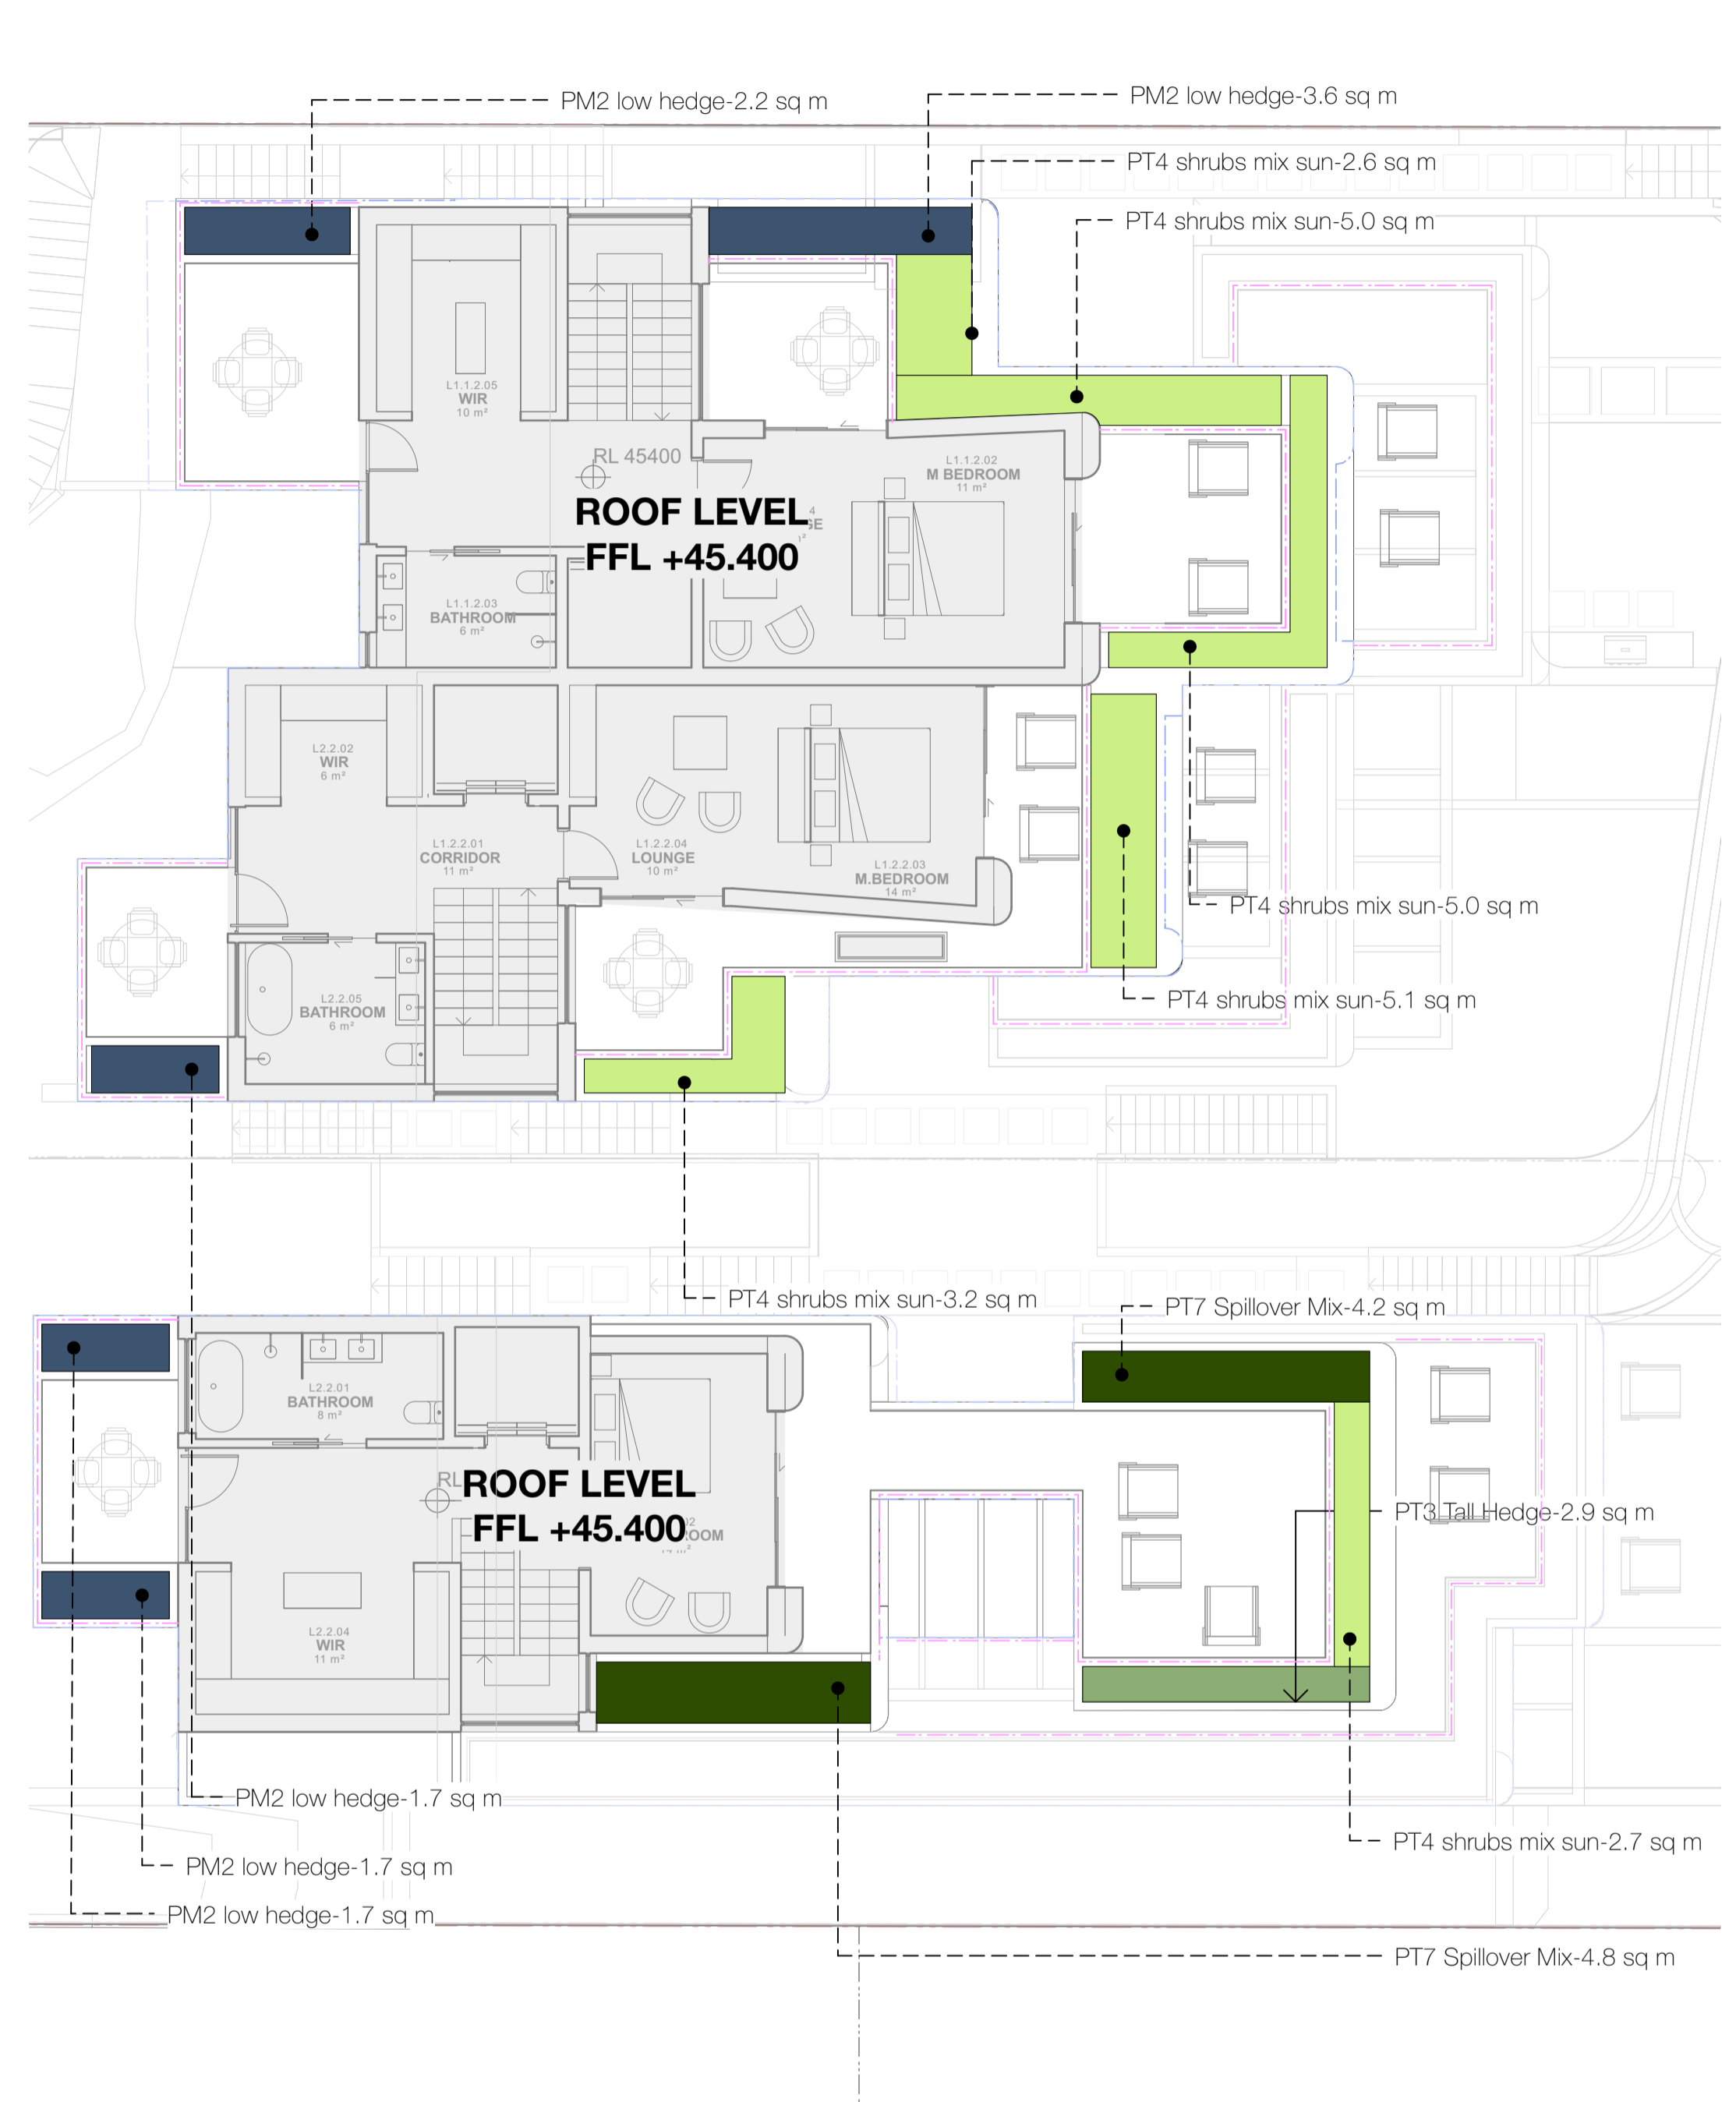 PM2 low hedge-2.2 sq m
PM2 low hedge-3.6 sq m
PT4 shrubs mix sun-2.6 sq m
PT4 shrubs mix sun-5.0 sq m
L1.1.2.05
WIR
10 m²
RL 45400
L1.1.2.02
M BEDROOM
11 m²
ROOF LEVEL
FFL +45.400
L1.1.2.03
BATHROOM
6 m²
L2.2.02
WIR
6 m²
L1.2.2.01
CORRIDOR
11 m²
L1.2.2.04
LOUNGE
10 m²
L1.2.2.03
M.BEDROOM
14 m²
PT4 shrubs mix sun-5.0 sq m
L2.2.05
BATHROOM
6 m²
PT4 shrubs mix sun-5.1 sq m
PT4 shrubs mix sun-3.2 sq m
PT7 Spillover Mix-4.2 sq m
L2.2.01
BATHROOM
8 m²
RL
ROOF LEVEL
FFL +45.400
PT3 Tall Hedge-2.9 sq m
L2.2.04
WIR
11 m²
PM2 low hedge-1.7 sq m
PT4 shrubs mix sun-2.7 sq m
PM2 low hedge-1.7 sq m
PM2 low hedge-1.7 sq m
PT7 Spillover Mix-4.8 sq m